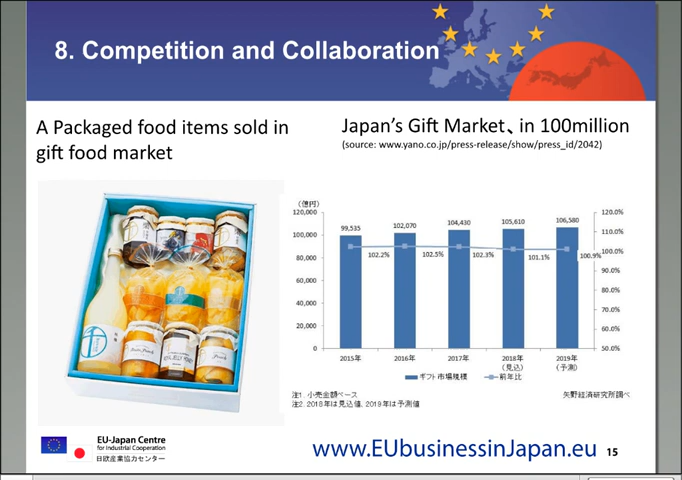 8. Competition and Collaboration
A Packaged food items sold in
gift food market
Japan's Gift Market、in 100million
(source: www.yano.co.jp/press-release/show/press_id/2042)
（億円）
120,000
100,000
80,000
60,000
40,000
20,000
0
99,535
102,070
104,430
105,610
106,580
102.2%
102.5%
102.3%
101.1%
100.9%
120.0%
110.0%
100.0%
90.0%
80.0%
70.0%
60.0%
50.0%
2015年
2016年
2017年
2018年
(見込)
2019年
(予測)
ギフト市場規模
前年比
注1. 小売金額ベース
矢野経済研究所調べ
注2. 2018年は見込値、2019年は予測値
EU-Japan Centre
for Industrial Cooperation
日欧産業協力センター
www.EUbusinessinJapan.eu
15